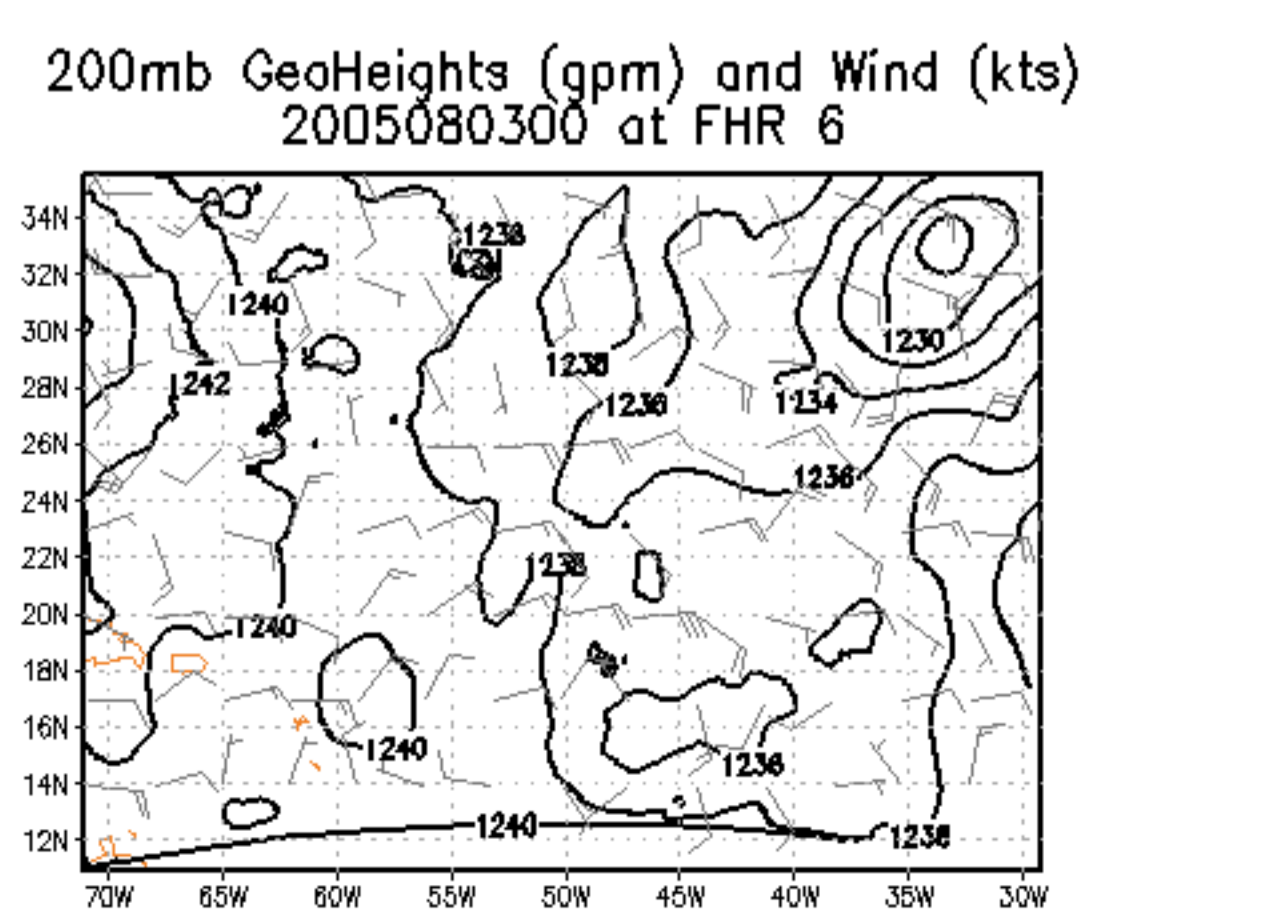 200mb GeoHeights (gpm) and Wind (kts)
2005080300 at FHR 6
34N
1238
32N
1240
30N
1230
1238
1242
28N
1236
1234
26N
1236
24N
22N
1238
20N
1240
18N
16N
1240
1236
14N
1240
12N
1238
70W 65W 60W 55W 50W 45W 40W 35W 30W